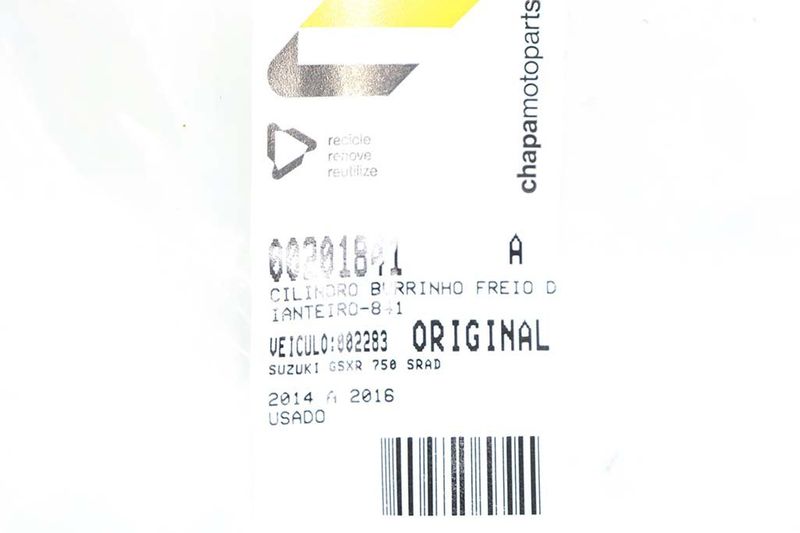 chapamotoparts
recicle
renove
reutilize
00201841 A
CILINDRO BURRINHO FREIO D
IANTEIRO-841
VEICULO:002283 ORIGINAL
SUZUKI GSXR 750 SRAD
2014 A 2016
USADO